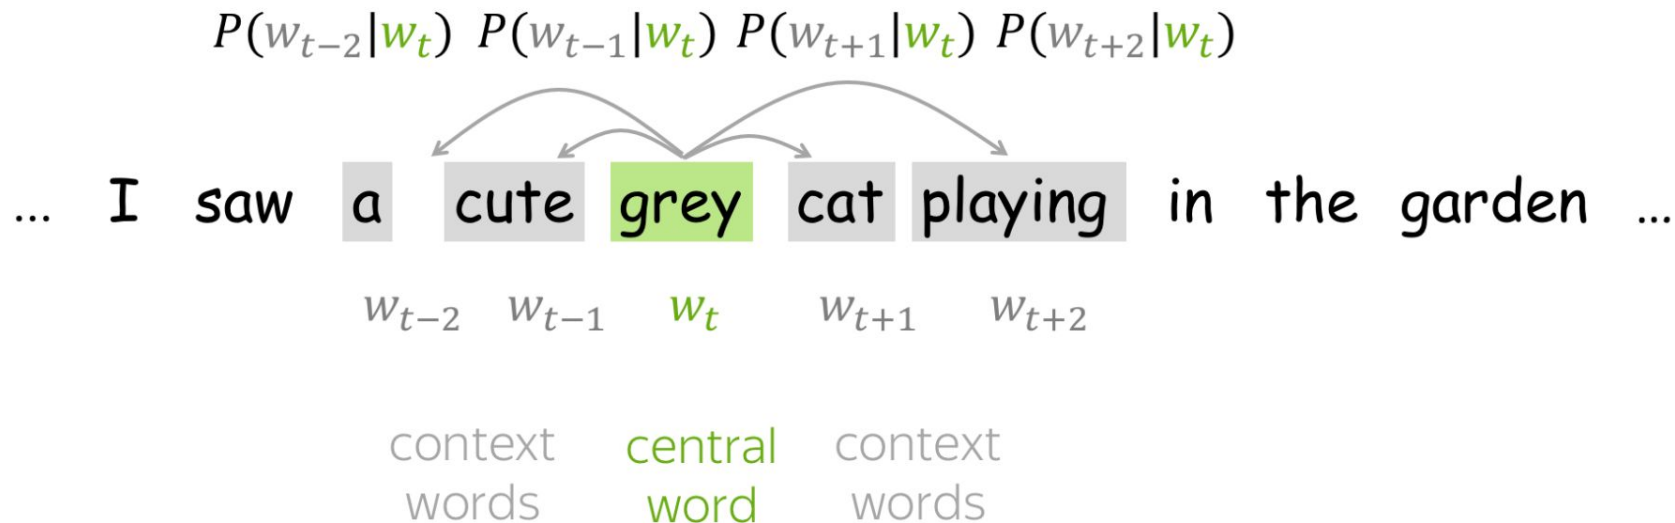 P(w_{t−2}|w_t) P(w_{t−1}|w_t) P(w_{t+1}|w_t) P(w_{t+2}|w_t)
... I saw a cute grey cat playing in the garden ...
w_{t−2} w_{t−1} w_t w_{t+1} w_{t+2}
context central context
words word words